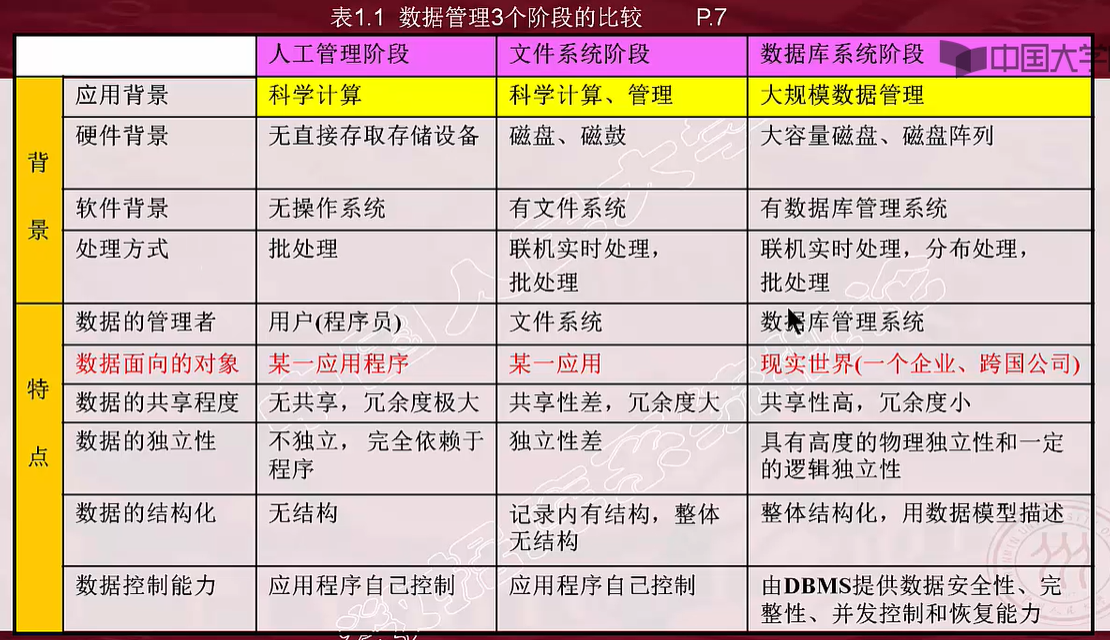 表1.1 数据管理3个阶段的比较 P.7
人工管理阶段 文件系统阶段 数据库系统阶段
中国大学
背景
应用背景 科学计算 科学计算、管理 大规模数据管理
硬件背景 无直接存取存储设备 磁盘、磁鼓 大容量磁盘、磁盘阵列
软件背景 无操作系统 有文件系统 有数据库管理系统
处理方式 批处理 联机实时处理， 联机实时处理，分布处理，
批处理 批处理
特点
数据的管理者 用户(程序员) 文件系统 数据库管理系统
数据面向的对象 某一应用程序 某一应用 现实世界(一个企业、跨国公司)
数据的共享程度 无共享，冗余度极大 共享性差，冗余度大 共享性高，冗余度小
数据的独立性 不独立， 完全依赖于 独立性差 具有高度的物理独立性和一定
程序 的逻辑独立性
数据的结构化 无结构 记录内有结构，整体 整体结构化，用数据模型描述
无结构
数据控制能力 应用程序自己控制 应用程序自己控制 由DBMS提供数据安全性、完
整性、并发控制和恢复能力